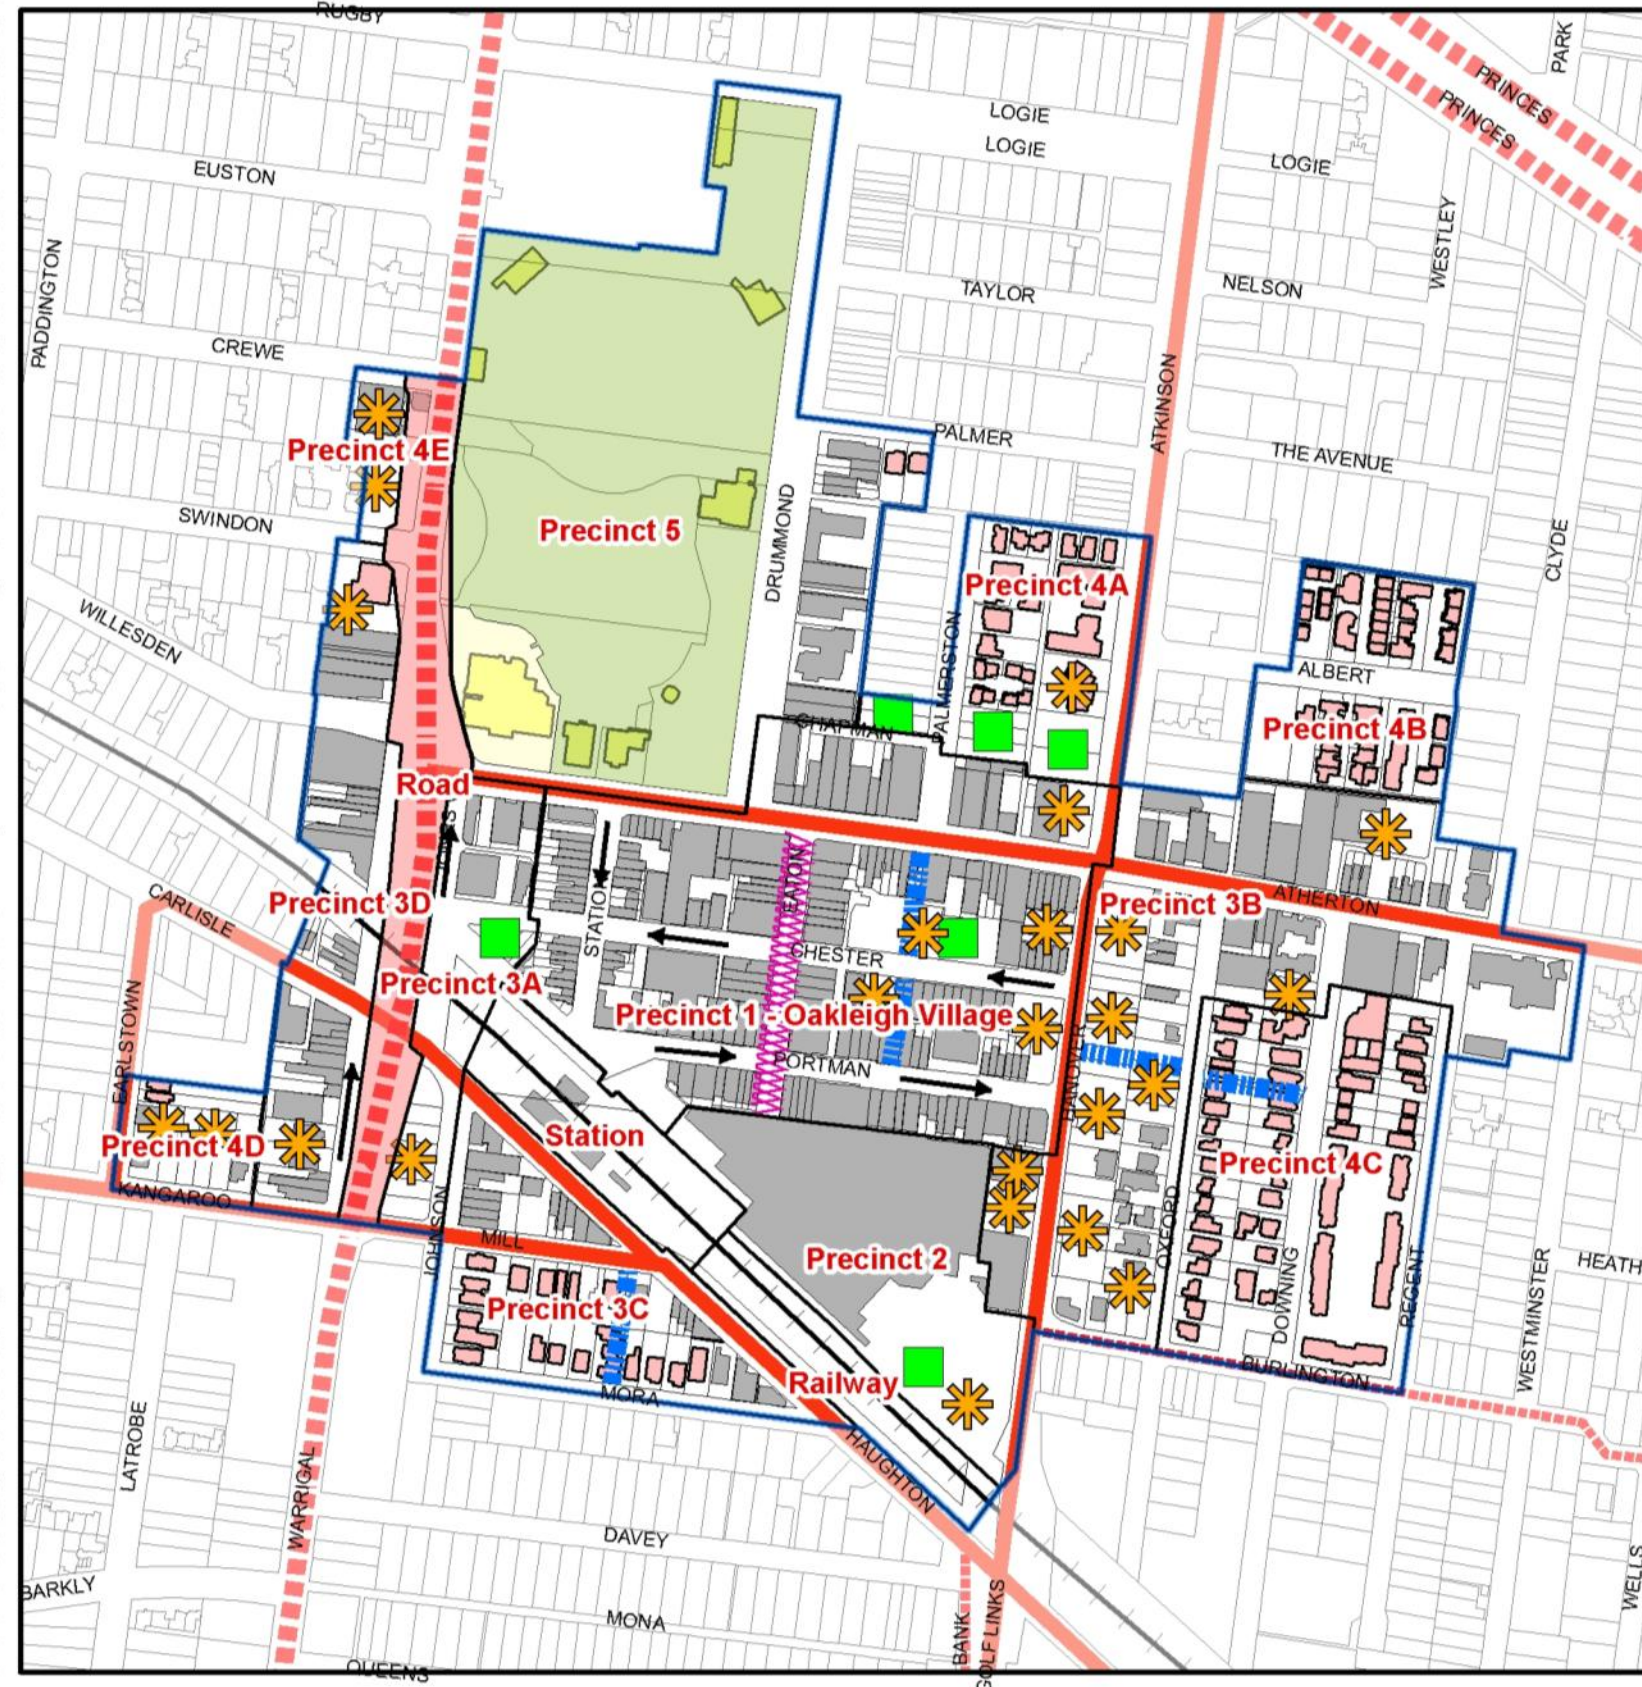 RUGBY
PARK
PRINCES
PRINCES
LOGIE
LOGIE
LOGIE
EUSTON
WESTLEY
PADDINGTON
TAYLOR
NELSON
CREWE
ATKINSON
PALMER
THE AVENUE
Precinct 4E
SWINDON
Precinct 5
DRUMMOND
CLYDE
Precinct 4A
WILLESDEN
PALMERSTON
ALBERT
CHAPMAN
Precinct 4B
Road
EATON
STATION
CARLISLE
Precinct 3D
Precinct 3B
ATHERTON
CHESTER
Precinct 3A
Precinct 1 - Oakleigh Village
EARLSTOWN
PORTMAN
HANOVER
Station
Precinct 4D
Precinct 4C
KANGAROO
JOHNSON
MILL
OXFORD
Precinct 2
DOWNING
REGENT
WESTMINSTER
HEATH
Precinct 3C
MORA
Railway
BURLINGTON
LATROBE
WARRIGAL
HAUGHTON
DAVEY
BARKLY
MONA
BANK
GOLF LINKS
WELLS
QUEENS